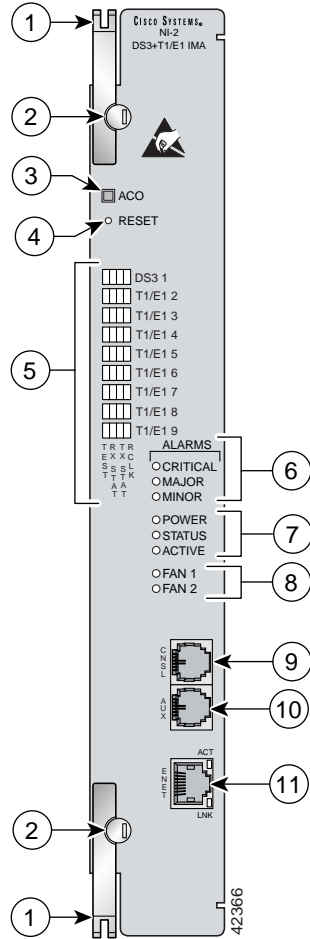 CISCO SYSTEMS®
NI-2
DS3+T1/E1 IMA
1
2
3
ACO
4
RESET
5
DS3 1
T1/E1 2
T1/E1 3
T1/E1 4
T1/E1 5
T1/E1 6
T1/E1 7
T1/E1 8
T1/E1 9
TEST
RX STAT
TX STAT
RCLK
ALARMS
CRITICAL
MAJOR
MINOR
6
POWER
STATUS
ACTIVE
7
FAN 1
FAN 2
8
CNSL
9
AUX
10
ACT
ENET
11
LNK
2
1
42366